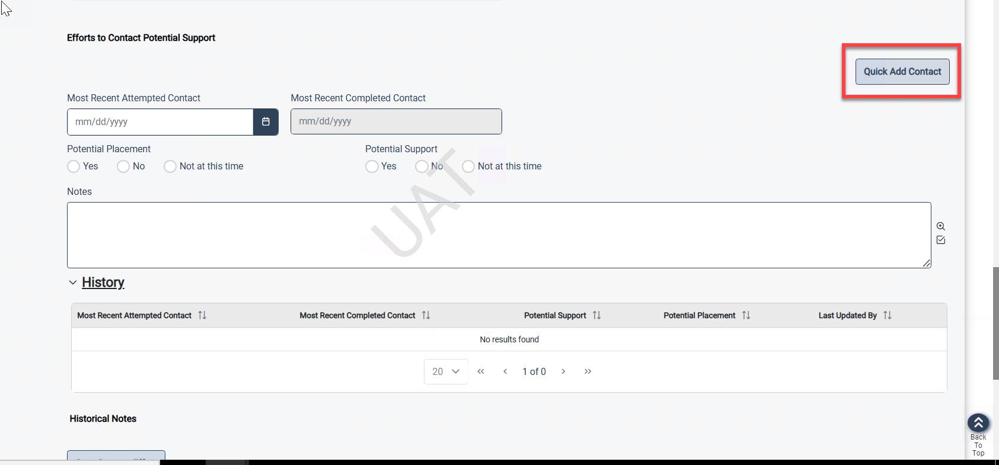 Efforts to Contact Potential Support
Quick Add Contact
Most Recent Attempted Contact Most Recent Completed Contact
mm/dd/yyyy mm/dd/yyyy
Potential Placement Potential Support
Yes No Not at this time Yes No Not at this time
UAT
Notes
History
Most Recent Attempted Contact Most Recent Completed Contact Potential Support Potential Placement Last Updated By
No results found
20 « ‹ 1 of 0 › »
Historical Notes
Back
To
Top